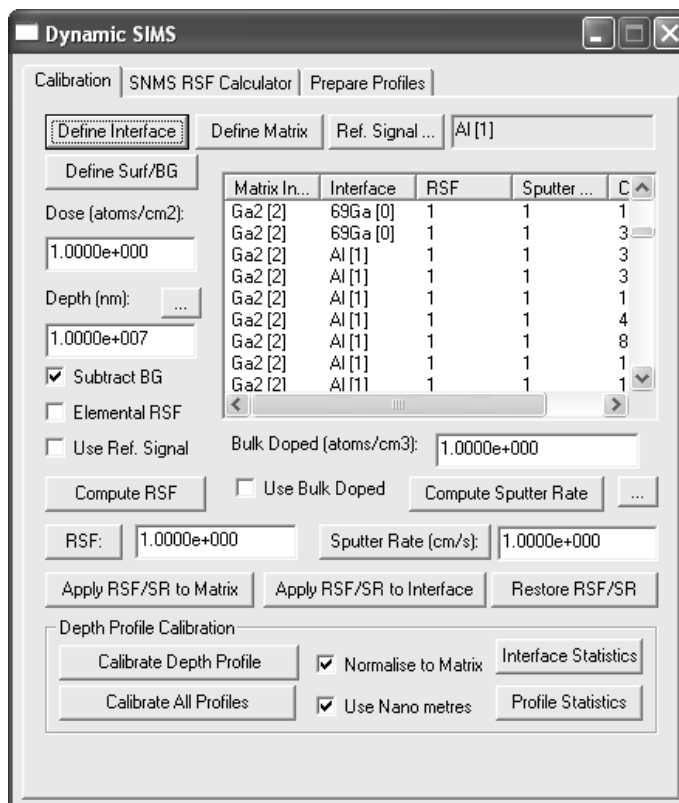 Dynamic SIMS
Calibration SNMS RSF Calculator Prepare Profiles
Define Interface Define Matrix Ref. Signal ... Al [1]
Define Surf/BG
Matrix In... Interface RSF Sputter ... C
Ga2 [2] 69Ga [0] 1 1 1
Dose (atoms/cm2):
Ga2 [2] 69Ga [0] 1 1 3
1.0000e+000
Ga2 [2] Al [1] 1 1 3
Ga2 [2] Al [1] 1 1 3
Depth (nm): ...
Ga2 [2] Al [1] 1 1 1
Ga2 [2] Al [1] 1 1 4
1.0000e+007
Ga2 [2] Al [1] 1 1 8
Ga2 [2] Al [1] 1 1 1
Subtract BG
Ga2 [2] Al [1] 1 1 1
Elemental RSF
Use Ref. Signal
Bulk Doped (atoms/cm3): 1.0000e+000
Compute RSF Use Bulk Doped Compute Sputter Rate ...
RSF: 1.0000e+000 Sputter Rate (cm/s): 1.0000e+000
Apply RSF/SR to Matrix Apply RSF/SR to Interface Restore RSF/SR
Depth Profile Calibration
Calibrate Depth Profile Normalise to Matrix Interface Statistics
Calibrate All Profiles Use Nano metres Profile Statistics